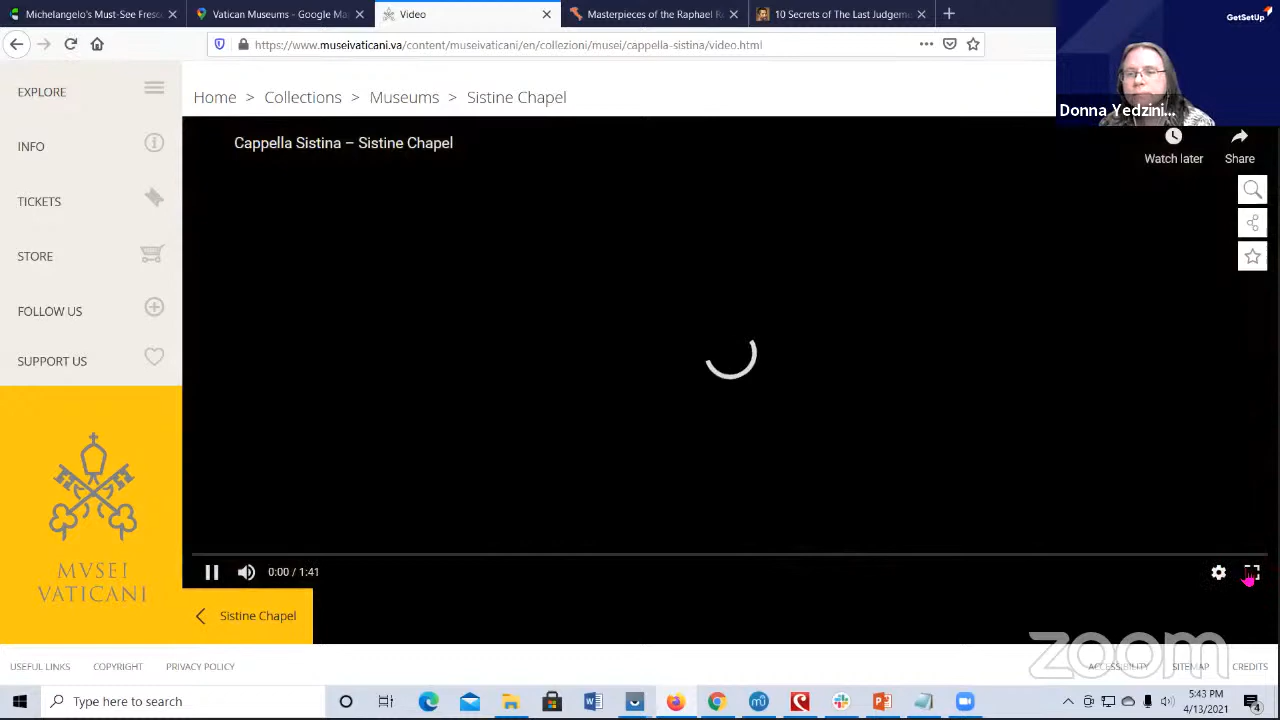 Michelangelo's Must-See Fresco
Vatican Museums - Google Ma
Video
Masterpieces of the Raphael R
10 Secrets of The Last Judgeme
GetSetUp
https://www.museivaticani.va/content/museivaticani/en/collezioni/musei/cappella-sistina/video.html
Donna Yedzini...
EXPLORE
INFO
TICKETS
STORE
FOLLOW US
SUPPORT US
MVSEI
VATICANI
Home > Collections > Museums > Sistine Chapel
Cappella Sistina – Sistine Chapel
Watch later
Share
0:00 / 1:41
Sistine Chapel
zoom
USEFUL LINKS
COPYRIGHT
PRIVACY POLICY
ACCESSIBILITY
SITEMAP
CREDITS
Type here to search
5:43 PM
4/13/2021
4